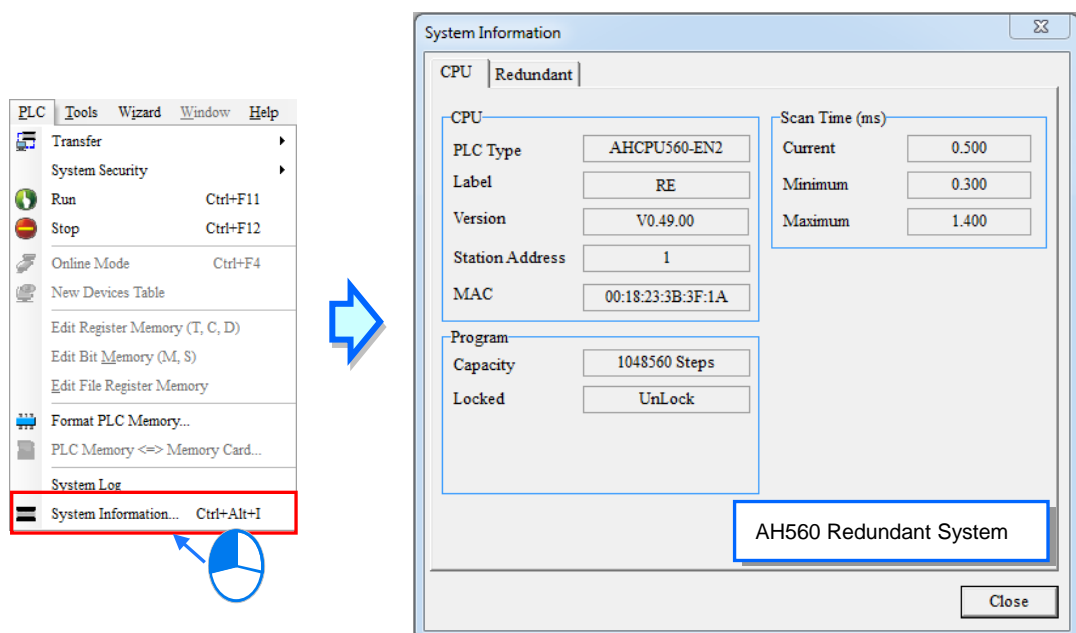 PLC Tools Wizard Window Help
Transfer
System Security
Run Ctrl+F11
Stop Ctrl+F12
Online Mode Ctrl+F4
New Devices Table
Edit Register Memory (T, C, D)
Edit Bit Memory (M, S)
Edit File Register Memory
Format PLC Memory...
PLC Memory <=> Memory Card...
System Log
System Information... Ctrl+Alt+I
System Information
CPU Redundant
CPU
PLC Type AHCPU560-EN2
Label RE
Version V0.49.00
Station Address 1
MAC 00:18:23:3B:3F:1A
Scan Time (ms)
Current 0.500
Minimum 0.300
Maximum 1.400
Program
Capacity 1048560 Steps
Locked UnLock
AH560 Redundant System
Close